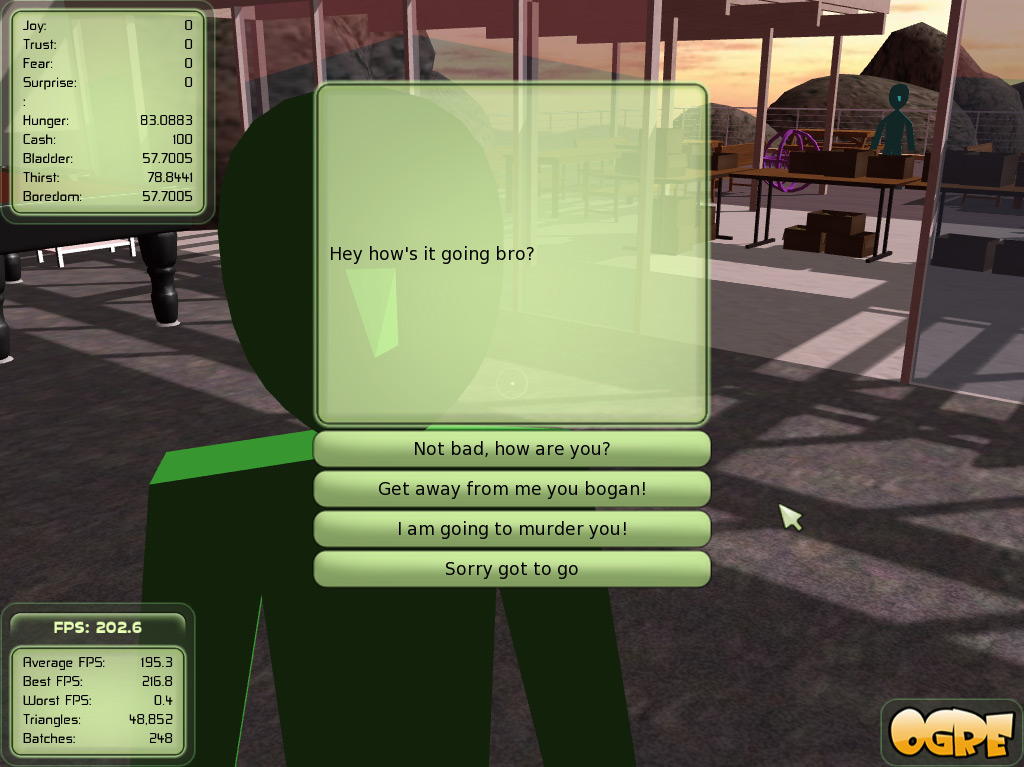 Joy: 0
Trust: 0
Fear: 0
Surprise: 0
:
Hunger: 83.0883
Cash: 100
Bladder: 57.7005
Thirst: 78.8441
Boredom: 57.7005
Hey how's it going bro?
Not bad, how are you?
Get away from me you bogan!
I am going to murder you!
Sorry got to go
FPS: 202.6
Average FPS: 195.3
Best FPS: 216.8
Worst FPS: 0.4
Triangles: 48,852
Batches: 248
OGRE